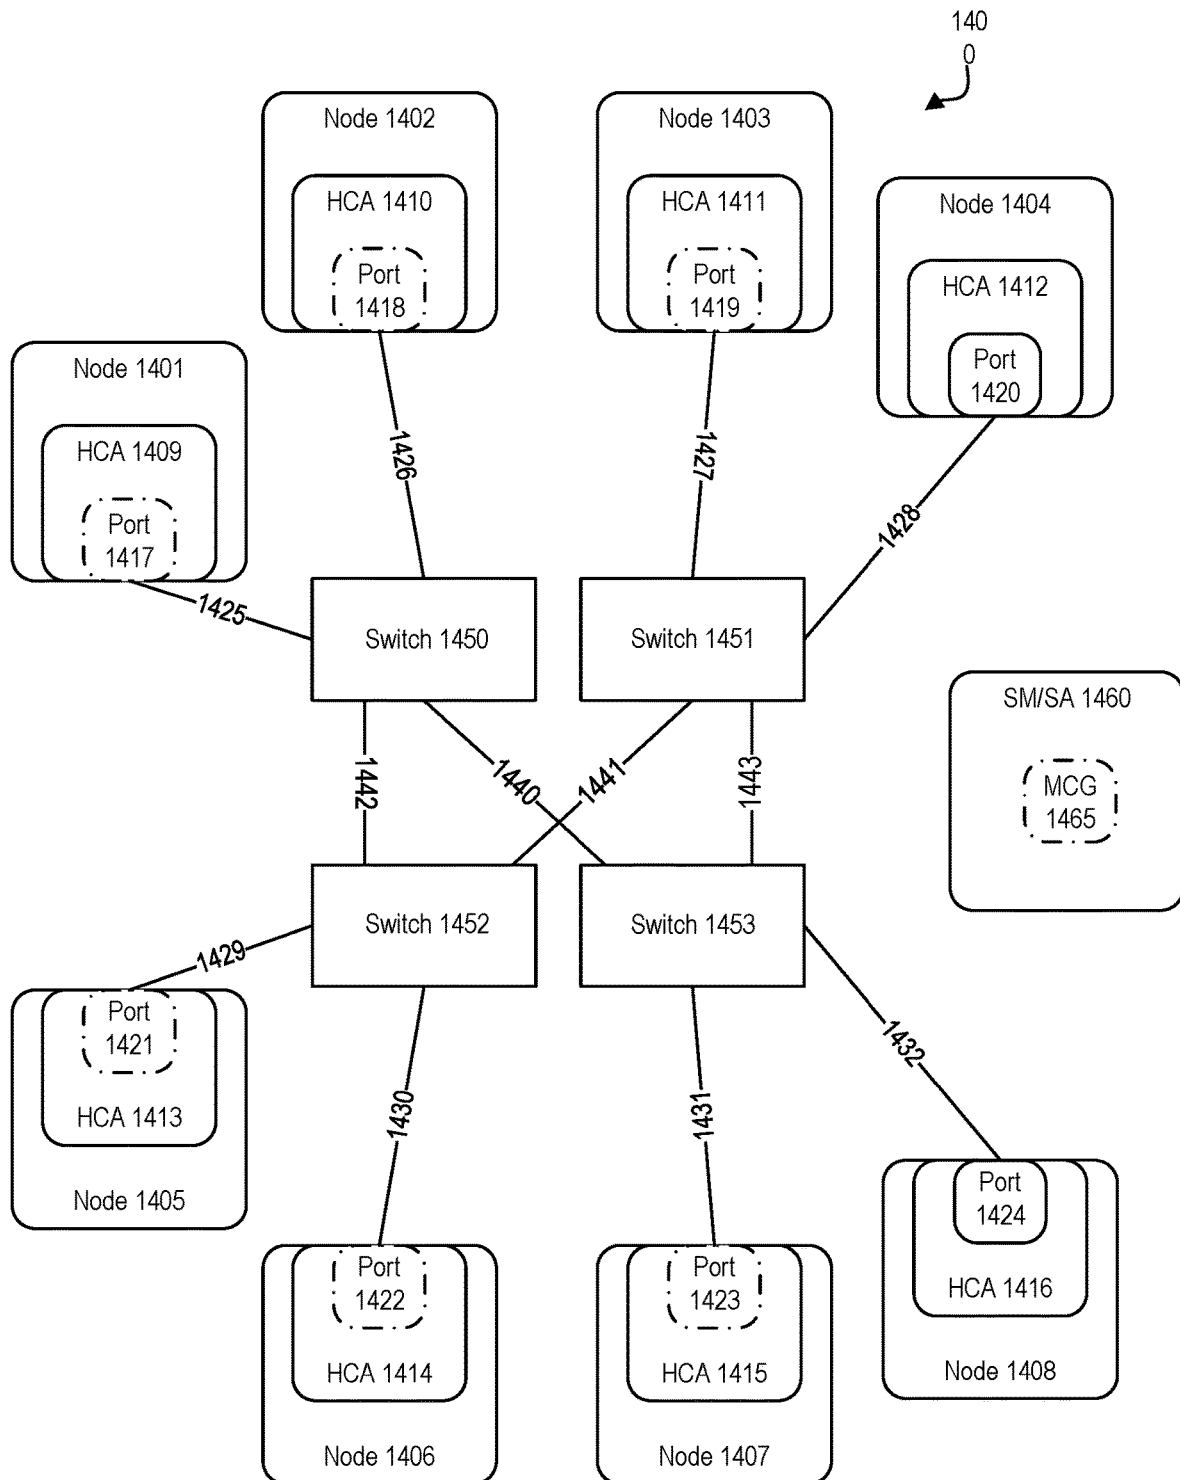 140
0
Node 1402
HCA 1410
Port
1418
Node 1403
HCA 1411
Port
1419
Node 1404
HCA 1412
Port
1420
Node 1401
HCA 1409
Port
1417
1426
1427
1428
1425
Switch 1450
Switch 1451
1442
1440
1441
1443
SM/SA 1460
MCG
1465
Switch 1452
Switch 1453
1429
1430
1431
1432
Port
1421
HCA 1413
Node 1405
Port
1422
HCA 1414
Node 1406
Port
1423
HCA 1415
Node 1407
Port
1424
HCA 1416
Node 1408